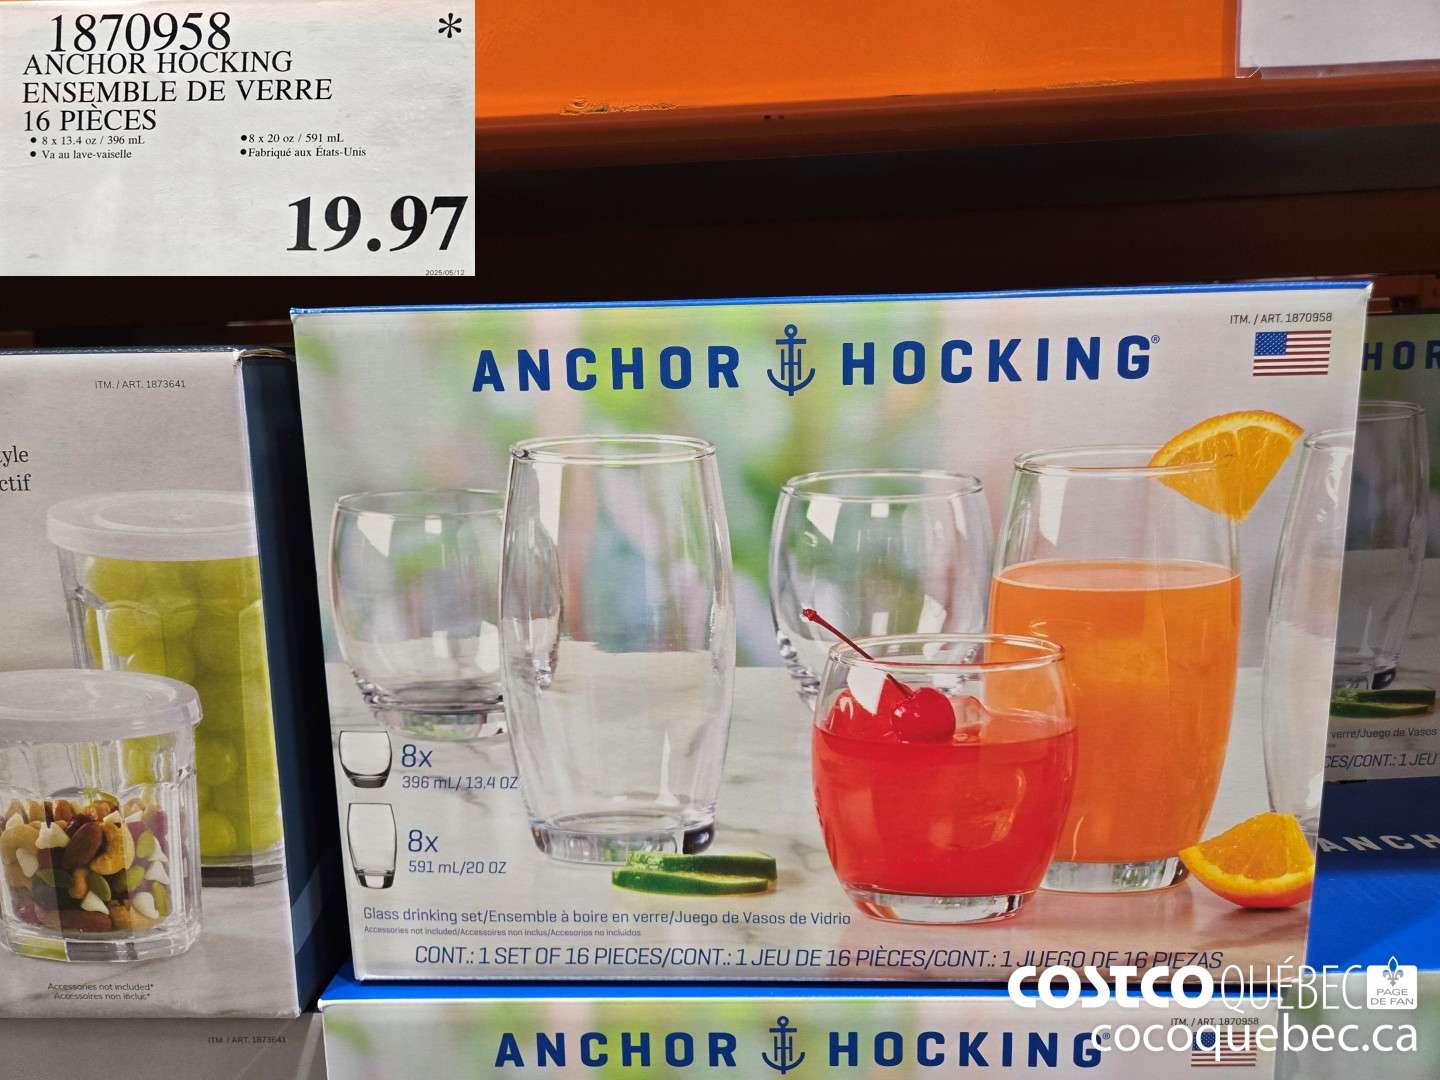 1870958 *
ANCHOR HOCKING
ENSEMBLE DE VERRE
16 PIÈCES
• 8 x 13.4 oz / 396 mL
• 8 x 20 oz / 591 mL
• Va au lave-vaiselle
• Fabriqué aux États-Unis
19.97
2025/05/12
ITM. / ART. 1873641
yle
ctif
Accessories not included*
Accessoires non inclus*
ITM. / ART. 1873641
ITM. / ART. 1870958
ANCHOR HOCKING®
8x
396 mL/ 13.4 OZ
8x
591 mL/20 OZ
Glass drinking set/Ensemble à boire en verre/Juego de Vasos de Vidrio
Accessories not included/Accessoires non inclus/Accesorios no incluidos
CONT.: 1 SET OF 16 PIECES/CONT.: 1 JEU DE 16 PIÈCES/CONT.: 1 JUEGO DE 16 PIEZAS
HOR
verre/Juego de Vasos
CES/CONT.: 1 JEU
ANCH
ITM. / ART. 1870958
ANCHOR HOCKING®
COSTCO QUÉBEC
PAGE
DE FAN
cocoquebec.ca